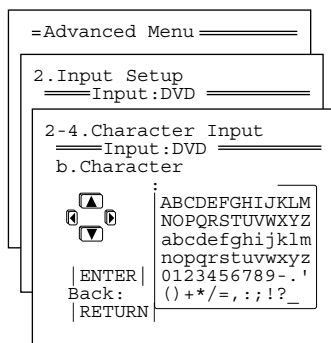 =Advanced Menu
2.Input Setup
Input:DVD
2-4.Character Input
Input:DVD
b.Character
:
ABCDEFGHIJKLM
NOPQRSTUVWXYZ
abcdefghijklm
nopqrstuvwxyz
|ENTER| 0123456789-.'
Back: ()+*/=,:;!?_
|RETURN|